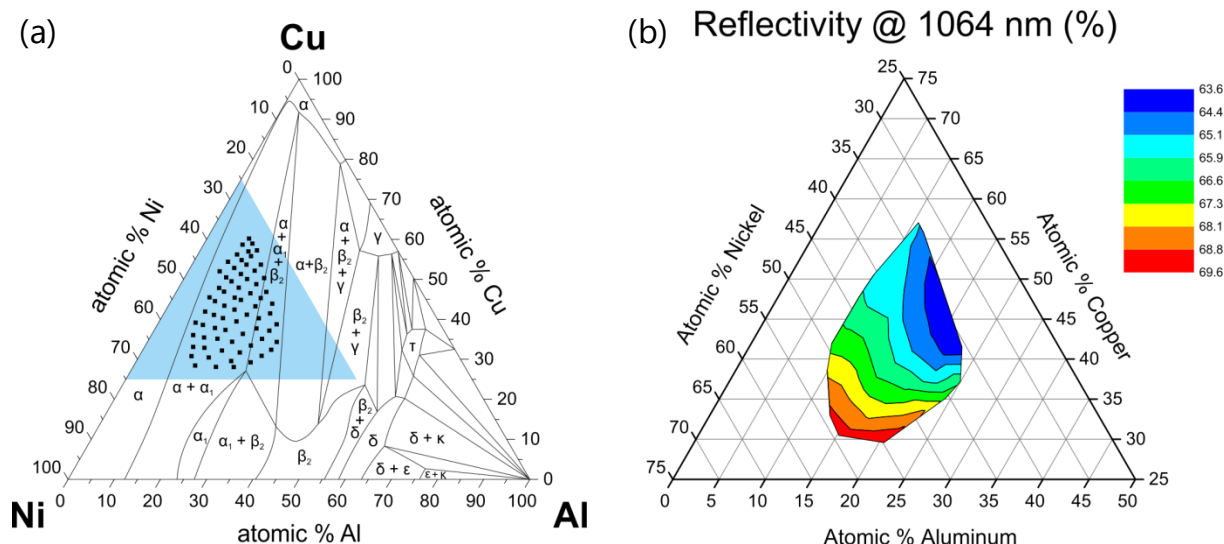 (a)
Cu
0
100
10
90
20
80
30
70
40
60
50
50
60
40
70
30
80
20
90
10
100
0
atomic % Ni
atomic % Cu
α
α + α₁ + β₂
α+β₂
α + β₂ + γ
γ
β₂ + γ
τ
α
α + α₁
α₁
α₁ + β₂
β₂
β₂ + δ
δ
δ + κ
δ + ε
ε+κ
0 10 20 30 40 50 60 70 80 90 100
Ni
atomic % Al
Al
(b) Reflectivity @ 1064 nm (%)
25
75
30
70
35
65
40
60
45
55
50
50
55
45
60
40
65
35
70
30
75
25
Atomic % Nickel
Atomic % Copper
0 5 10 15 20 25 30 35 40 45 50
Atomic % Aluminum
63.6
64.4
65.1
65.9
66.6
67.3
68.1
68.8
69.6